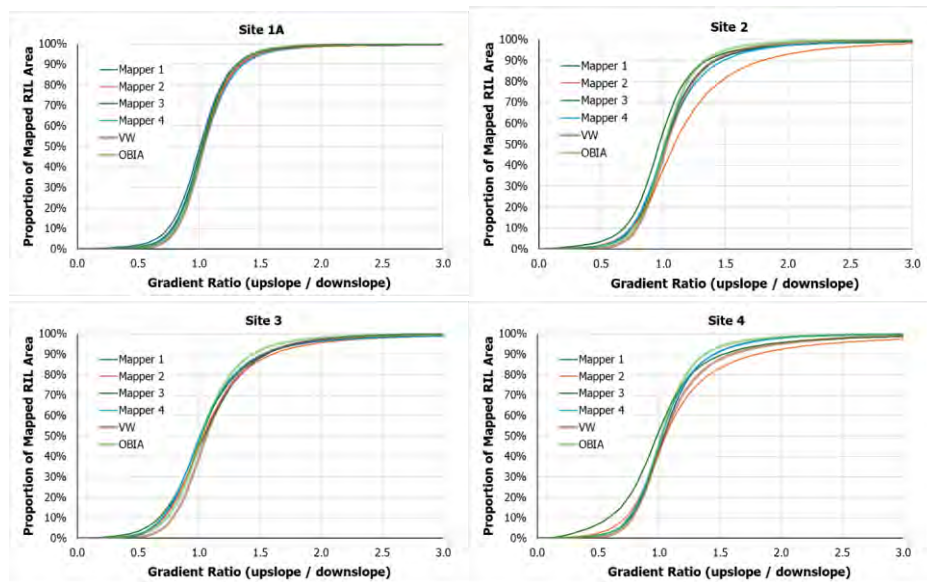 Site 1A
Proportion of Mapped RIL Area
100%
90%
80%
70%
60%
50%
40%
30%
20%
10%
0%
Mapper 1
Mapper 2
Mapper 3
Mapper 4
VW
OBIA
0.0 0.5 1.0 1.5 2.0 2.5 3.0
Gradient Ratio (upslope / downslope)
Site 2
Proportion of Mapped RIL Area
100%
90%
80%
70%
60%
50%
40%
30%
20%
10%
0%
Mapper 1
Mapper 2
Mapper 3
Mapper 4
VW
OBIA
0.0 0.5 1.0 1.5 2.0 2.5 3.0
Gradient Ratio (upslope / downslope)
Site 3
Proportion of Mapped RIL Area
100%
90%
80%
70%
60%
50%
40%
30%
20%
10%
0%
Mapper 1
Mapper 2
Mapper 3
Mapper 4
VW
OBIA
0.0 0.5 1.0 1.5 2.0 2.5 3.0
Gradient Ratio (upslope / downslope)
Site 4
Proportion of Mapped RIL Area
100%
90%
80%
70%
60%
50%
40%
30%
20%
10%
0%
Mapper 1
Mapper 2
Mapper 3
Mapper 4
VW
OBIA
0.0 0.5 1.0 1.5 2.0 2.5 3.0
Gradient Ratio (upslope / downslope)